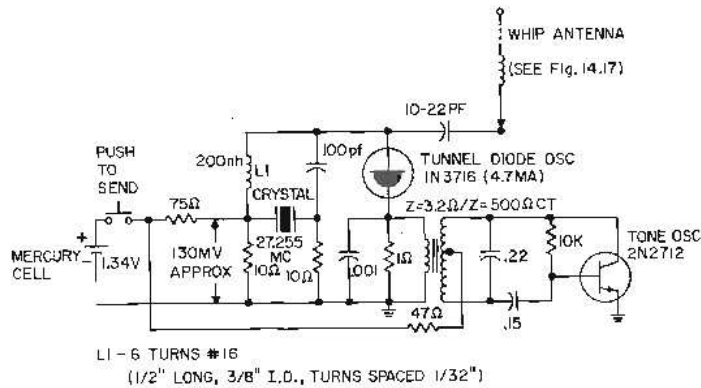 WHIP ANTENNA
(SEE Fig. 14.17)
10-22PF
200nh
L1
100pf
TUNNEL DIODE OSC
1N3716 (4.7MA)
PUSH
TO
SEND
CRYSTAL
75Ω
Z=3.2Ω/Z=500Ω CT
+
MERCURY
CELL
-
1.34V
130MV
APPROX
27.255
MC
10Ω
10Ω
.001
1Ω
.22
10K
TONE OSC
2N2712
47Ω
.15
L1-6 TURNS #16
(1/2" LONG, 3/8" I.D., TURNS SPACED 1/32")